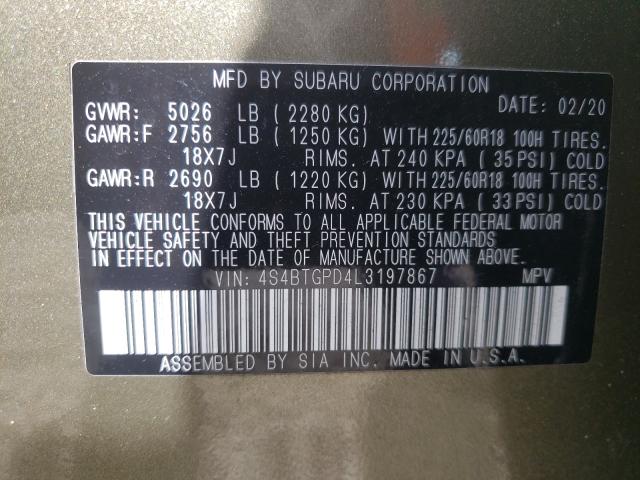 MFD BY SUBARU CORPORATION
GVWR: 5026 LB ( 2280 KG) DATE: 02/20
GAWR:F 2756 LB ( 1250 KG) WITH 225/60R18 100H TIRES.
18X7J RIMS. AT 240 KPA ( 35 PSI) COLD
GAWR:R 2690 LB ( 1220 KG) WITH 225/60R18 100H TIRES.
18X7J RIMS. AT 230 KPA ( 33 PSI) COLD
THIS VEHICLE CONFORMS TO ALL APPLICABLE FEDERAL MOTOR
VEHICLE SAFETY AND THEFT PREVENTION STANDARDS
IN EFFECT ON THE DATE OF MANUFACTURE SHOWN ABOVE.
VIN: 4S4BTGPD4L3197867 MPV
ASSEMBLED BY SIA INC. MADE IN U.S.A.